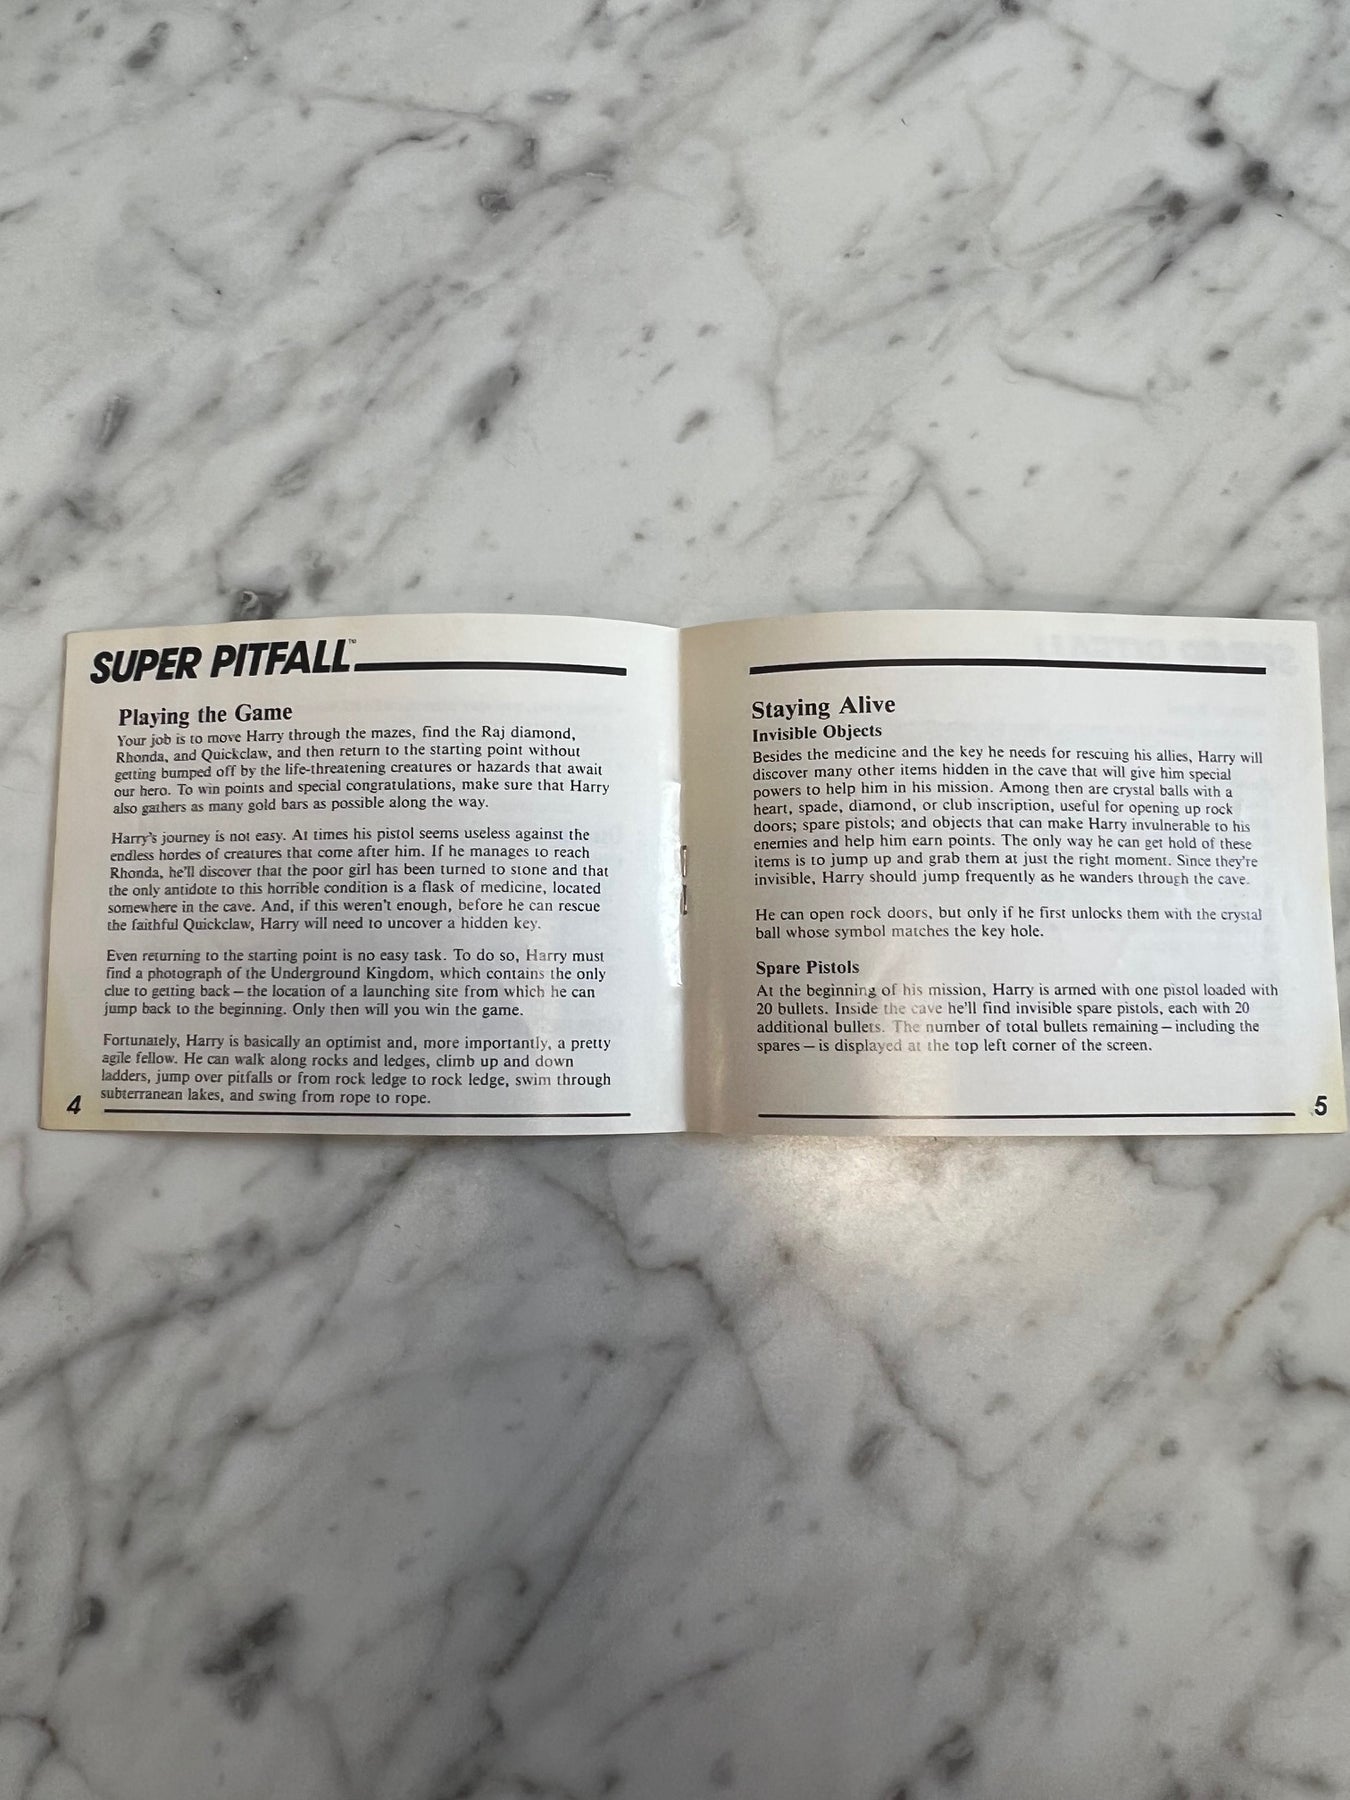 SUPER PITFALL™
Playing the Game
Your job is to move Harry through the mazes, find the Raj diamond,
Rhonda, and Quickclaw, and then return to the starting point without
getting bumped off by the life-threatening creatures or hazards that await
our hero. To win points and special congratulations, make sure that Harry
also gathers as many gold bars as possible along the way.
Harry's journey is not easy. At times his pistol seems useless against the
endless hordes of creatures that come after him. If he manages to reach
Rhonda, he'll discover that the poor girl has been turned to stone and that
the only antidote to this horrible condition is a flask of medicine, located
somewhere in the cave. And, if this weren't enough, before he can rescue
the faithful Quickclaw, Harry will need to uncover a hidden key.
Even returning to the starting point is no easy task. To do so, Harry must
find a photograph of the Underground Kingdom, which contains the only
clue to getting back — the location of a launching site from which he can
jump back to the beginning. Only then will you win the game.
Fortunately, Harry is basically an optimist and, more importantly, a pretty
agile fellow. He can walk along rocks and ledges, climb up and down
ladders, jump over pitfalls or from rock ledge to rock ledge, swim through
subterranean lakes, and swing from rope to rope.
4
Staying Alive
Invisible Objects
Besides the medicine and the key he needs for rescuing his allies, Harry will
discover many other items hidden in the cave that will give him special
powers to help him in his mission. Among then are crystal balls with a
heart, spade, diamond, or club inscription, useful for opening up rock
doors; spare pistols; and objects that can make Harry invulnerable to his
enemies and help him earn points. The only way he can get hold of these
items is to jump up and grab them at just the right moment. Since they're
invisible, Harry should jump frequently as he wanders through the cave.
He can open rock doors, but only if he first unlocks them with the crystal
ball whose symbol matches the key hole.
Spare Pistols
At the beginning of his mission, Harry is armed with one pistol loaded with
20 bullets. Inside the cave he'll find invisible spare pistols, each with 20
additional bullets. The number of total bullets remaining — including the
spares — is displayed at the top left corner of the screen.
5